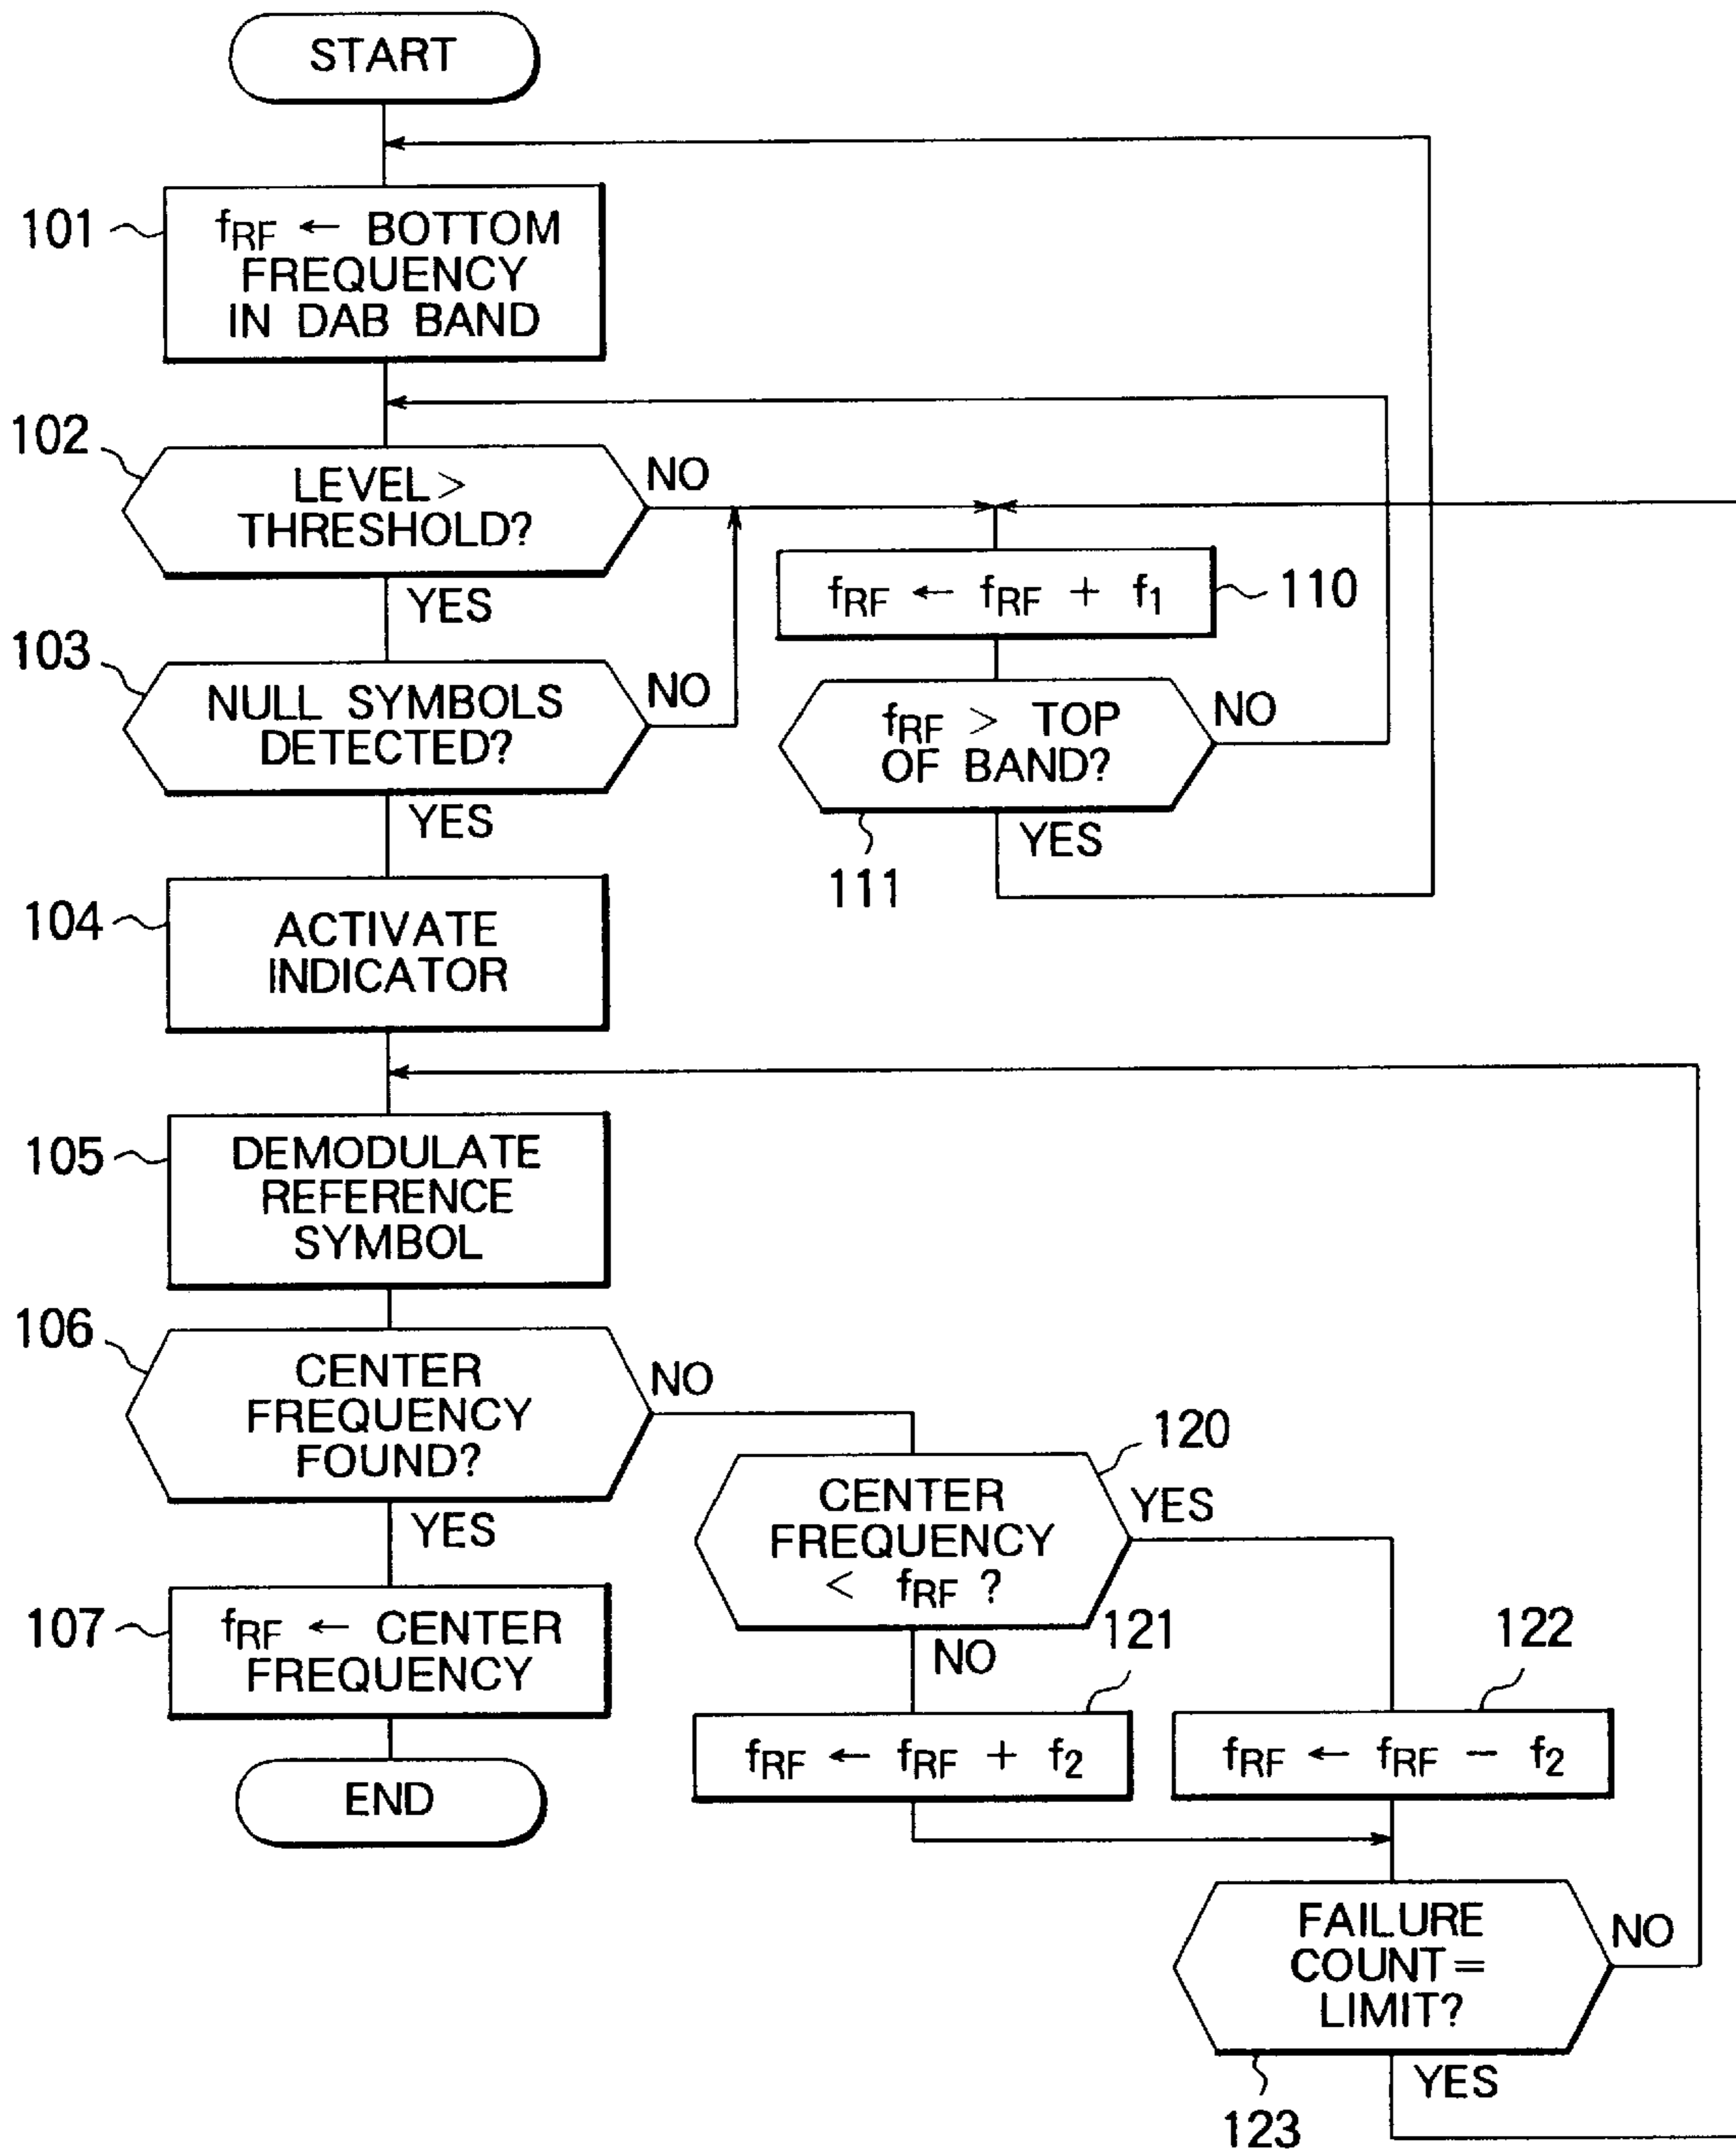 START
101
fRF ← BOTTOM
FREQUENCY
IN DAB BAND
102
LEVEL >
THRESHOLD?
NO
YES
fRF ← fRF + f1
110
103
NULL SYMBOLS
DETECTED?
NO
YES
fRF > TOP
OF BAND?
NO
YES
111
104
ACTIVATE
INDICATOR
105
DEMODULATE
REFERENCE
SYMBOL
106
CENTER
FREQUENCY
FOUND?
NO
YES
120
CENTER
FREQUENCY
< fRF ?
YES
NO
107
fRF ← CENTER
FREQUENCY
121
fRF ← fRF + f2
122
fRF ← fRF − f2
END
FAILURE
COUNT =
LIMIT?
NO
YES
123